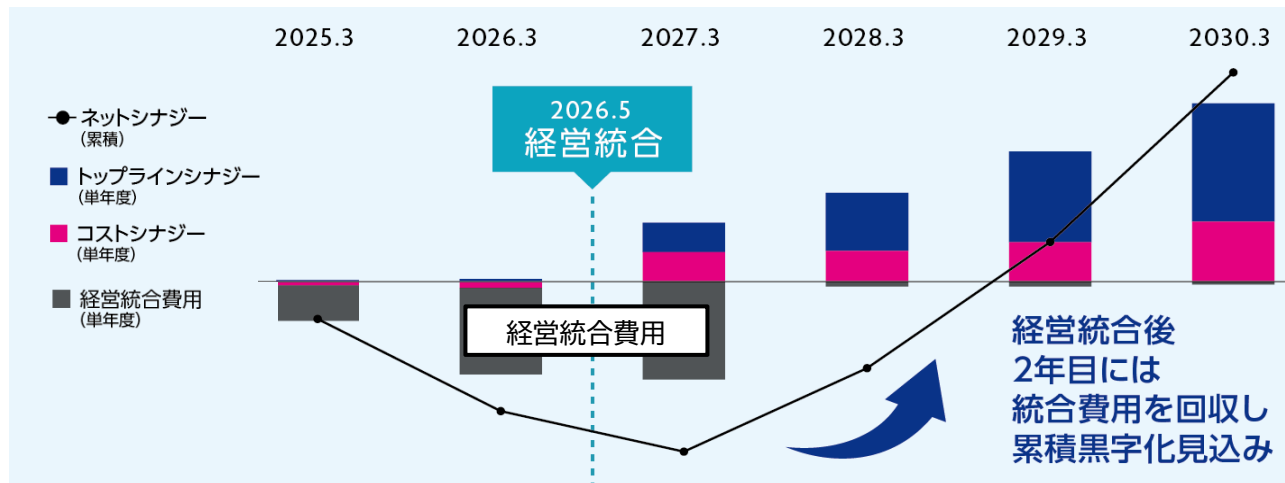 2025.3
2026.3
2027.3
2028.3
2029.3
2030.3
2026.5
経営統合
ネットシナジー
(累積)
トップラインシナジー
(単年度)
コストシナジー
(単年度)
経営統合費用
(単年度)
経営統合費用
経営統合後
2年目には
統合費用を回収し
累積黒字化見込み